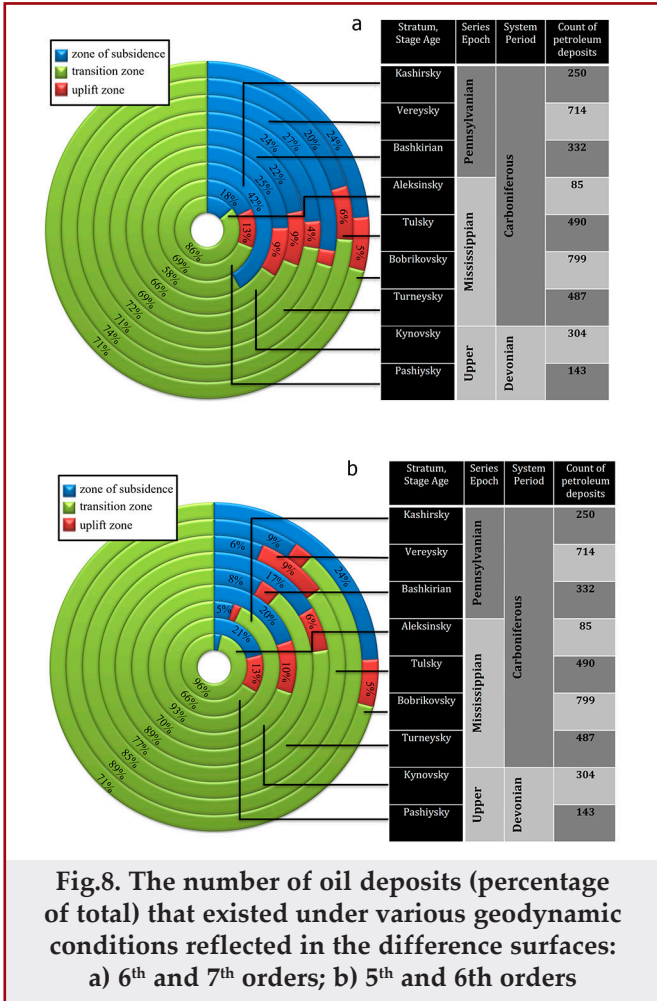 a
zone of subsidence
transition zone
uplift zone
24%
20%
27%
24%
22%
25%
42%
18%
6%
5%
4%
9%
9%
13%
86%
69%
58%
66%
69%
72%
71%
74%
71%
Stratum, Stage Age
Series Epoch
System Period
Count of petroleum deposits
Kashirsky
250
Vereysky
714
Bashkirian
332
Aleksinsky
85
Tulsky
490
Bobrikovsky
799
Turneysky
487
Kynovsky
304
Pashiysky
143
Pennsylvanian
Mississippian
Upper
Carboniferous
Devonian
b
zone of subsidence
transition zone
uplift zone
9%
6%
9%
24%
17%
8%
20%
6%
5%
21%
13%
10%
5%
96%
66%
93%
70%
89%
77%
85%
89%
71%
Stratum, Stage Age
Series Epoch
System Period
Count of petroleum deposits
Kashirsky
250
Vereysky
714
Bashkirian
332
Aleksinsky
85
Tulsky
490
Bobrikovsky
799
Turneysky
487
Kynovsky
304
Pashiysky
143
Pennsylvanian
Mississippian
Upper
Carboniferous
Devonian
Fig.8. The number of oil deposits (percentage
of total) that existed under various geodynamic
conditions reflected in the difference surfaces:
a) 6th and 7th orders; b) 5th and 6th orders